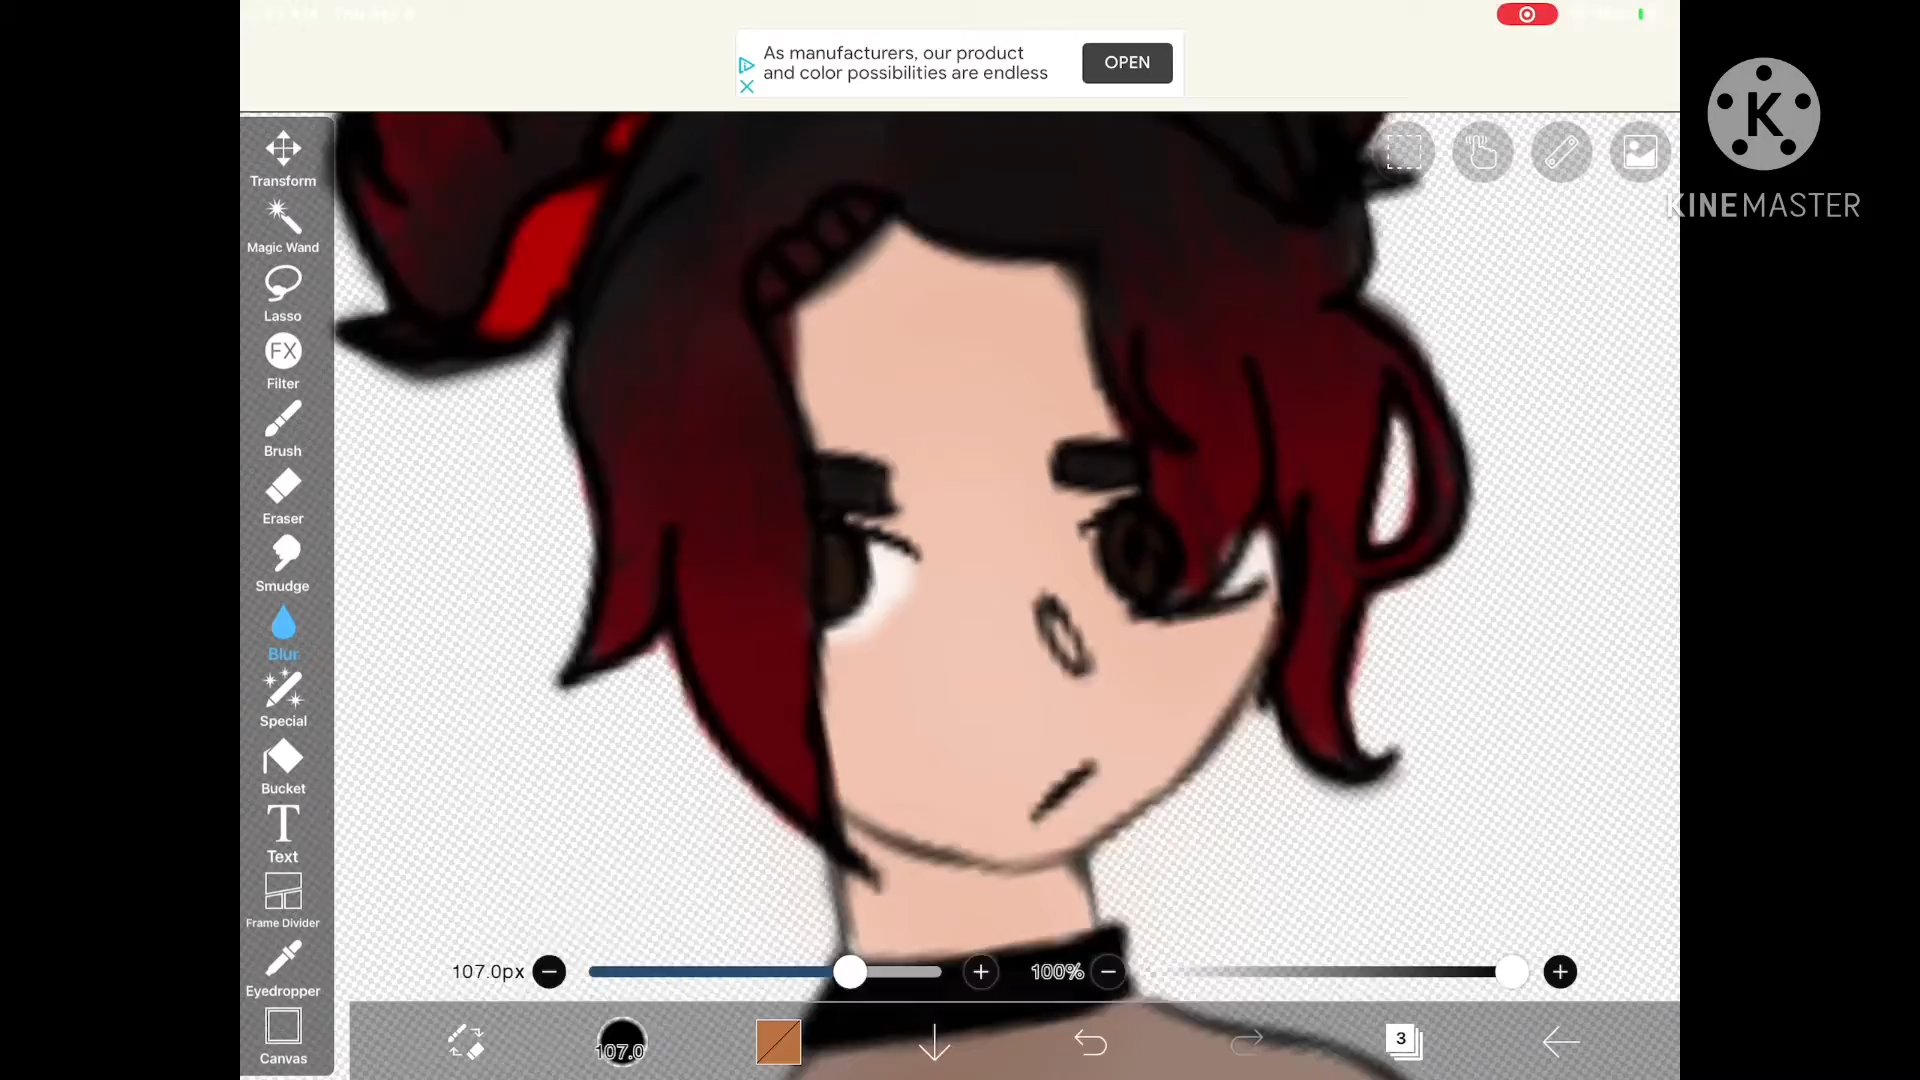 As manufacturers, our product
and color possibilities are endless
OPEN
K
KINEMASTER
Transform
Magic Wand
Lasso
FX
Filter
Brush
Eraser
Smudge
Blur
Special
Bucket
T
Text
Frame Divider
Eyedropper
Canvas
107.0px
100%
107.0
3